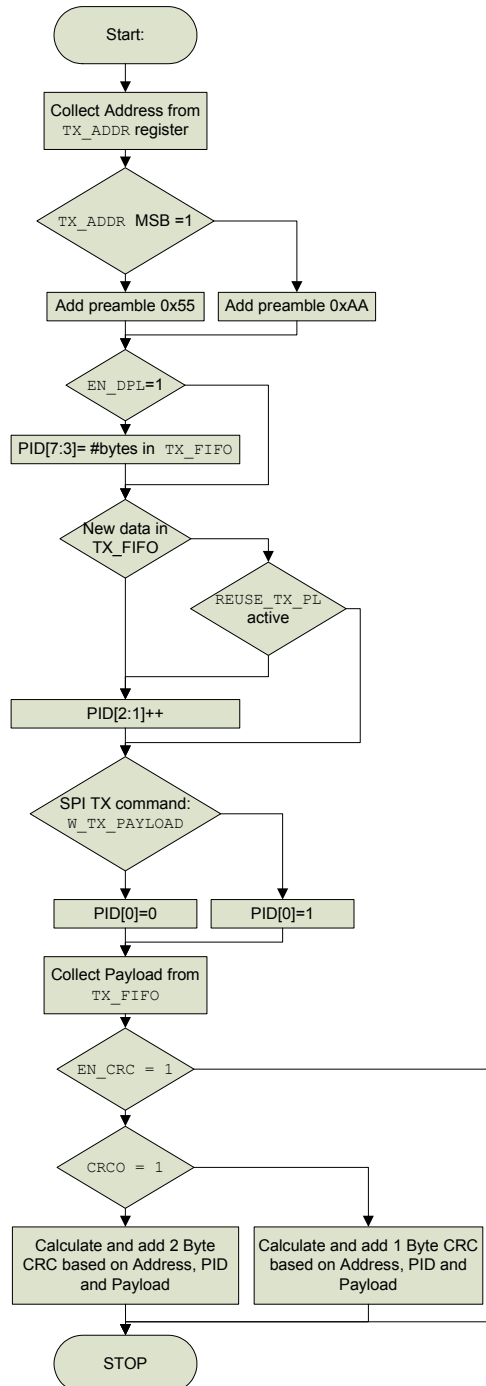 Start:
Collect Address from
TX_ADDR register
TX_ADDR MSB =1
Add preamble 0x55
Add preamble 0xAA
EN_DPL=1
PID[7:3]= #bytes in TX_FIFO
New data in
TX_FIFO
REUSE_TX_PL
active
PID[2:1]++
SPI TX command:
W_TX_PAYLOAD
PID[0]=0
PID[0]=1
Collect Payload from
TX_FIFO
EN_CRC = 1
CRCO = 1
Calculate and add 2 Byte
CRC based on Address, PID
and Payload
Calculate and add 1 Byte CRC
based on Address, PID and
Payload
STOP